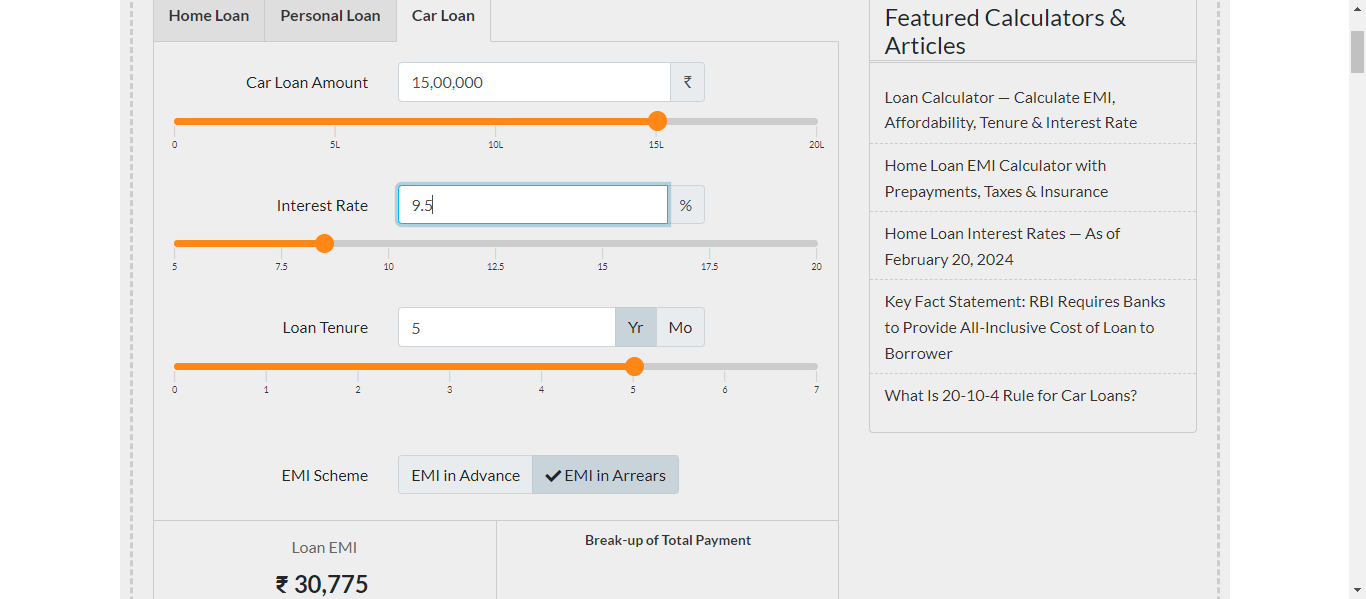 Home Loan
Personal Loan
Car Loan
Car Loan Amount
15,00,000
₹
0
5L
10L
15L
20L
Interest Rate
9.5
%
5
7.5
10
12.5
15
17.5
20
Loan Tenure
5
Yr
Mo
0
1
2
3
4
5
6
7
EMI Scheme
EMI in Advance
EMI in Arrears
Loan EMI
₹ 30,775
Break-up of Total Payment
Featured Calculators &
Articles
Loan Calculator — Calculate EMI,
Affordability, Tenure & Interest Rate
Home Loan EMI Calculator with
Prepayments, Taxes & Insurance
Home Loan Interest Rates — As of
February 20, 2024
Key Fact Statement: RBI Requires Banks
to Provide All-Inclusive Cost of Loan to
Borrower
What Is 20-10-4 Rule for Car Loans?